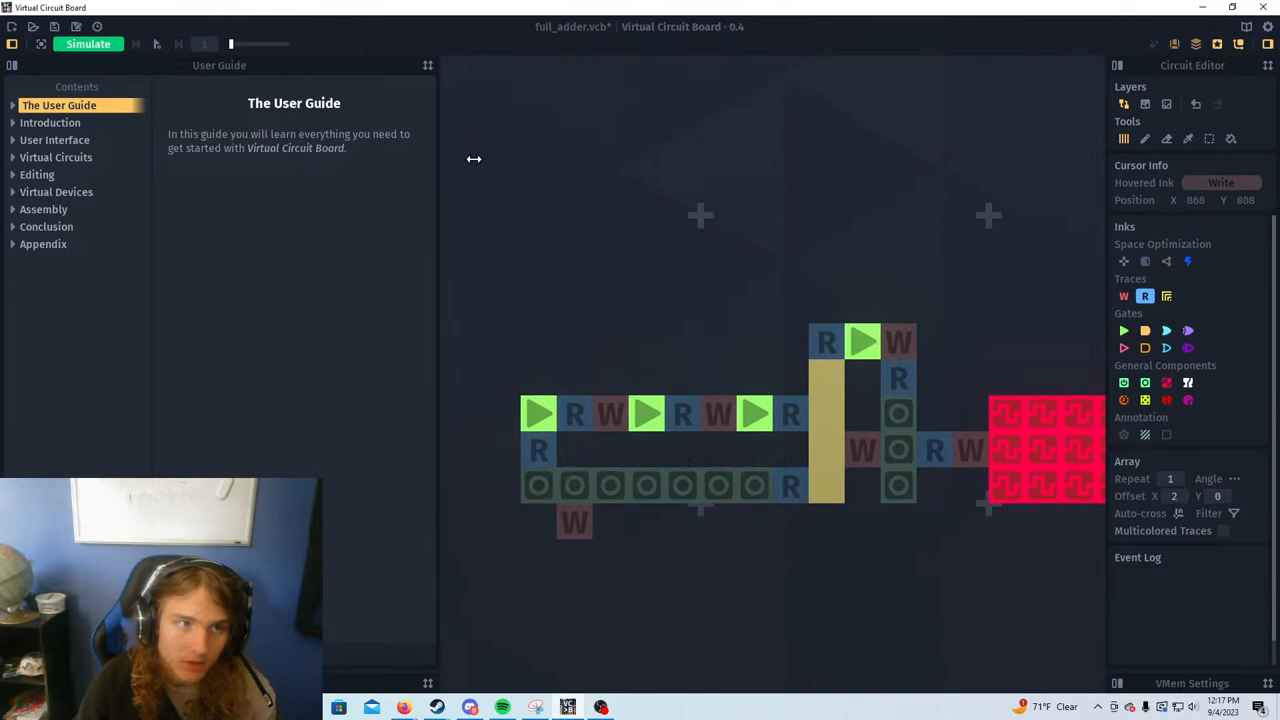 full_adder.vcb* Virtual Circuit Board · 0.4
Virtual Circuit Board
Simulate
1
User Guide
Contents
The User Guide
Introduction
User Interface
Virtual Circuits
Editing
Virtual Devices
Assembly
Conclusion
Appendix
The User Guide
In this guide you will learn everything you need to
get started with Virtual Circuit Board.
R W
R
R W R W R
R W R W
R
W
Circuit Editor
Layers
Tools
Cursor Info
Hovered Ink Write
Position X 868 Y 808
Inks
Space Optimization
Traces
W R
Gates
General Components
Annotation
Array
Repeat 1 Angle ...
Offset X 2 Y 0
Auto-cross Filter
Multicolored Traces
Event Log
VMem Settings
71°F Clear
12:17 PM
9/4/2023